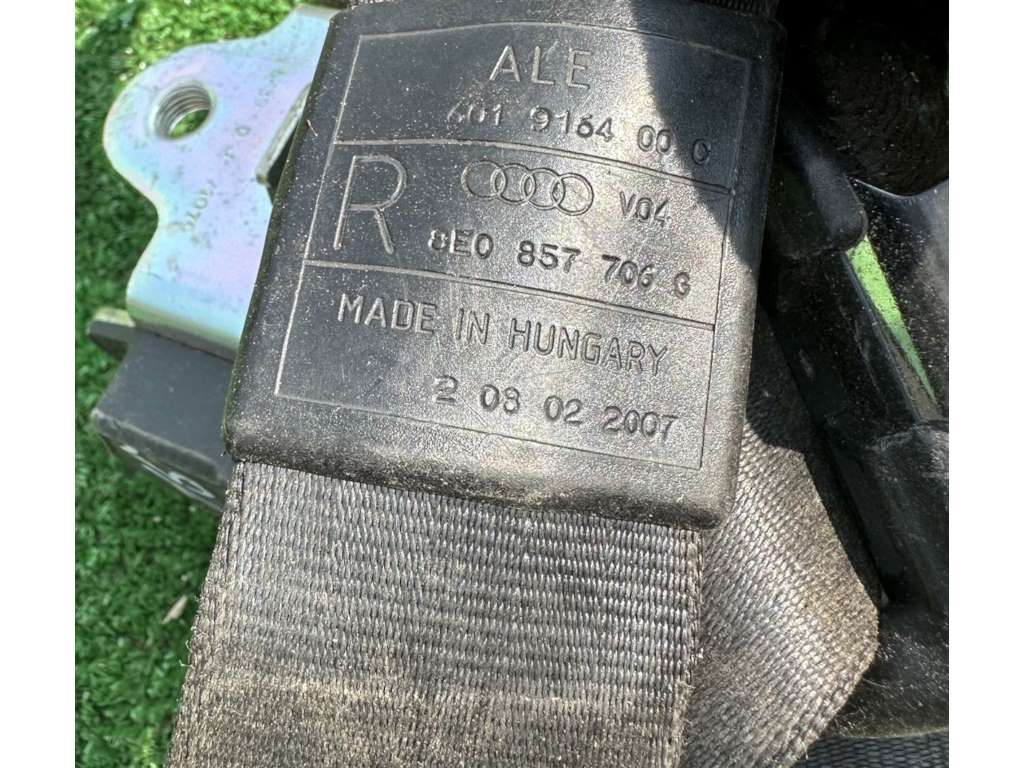 ALE
601 9164 00 C
R
V04
8E0 857 706 G
MADE IN HUNGARY
2 08 02 2007